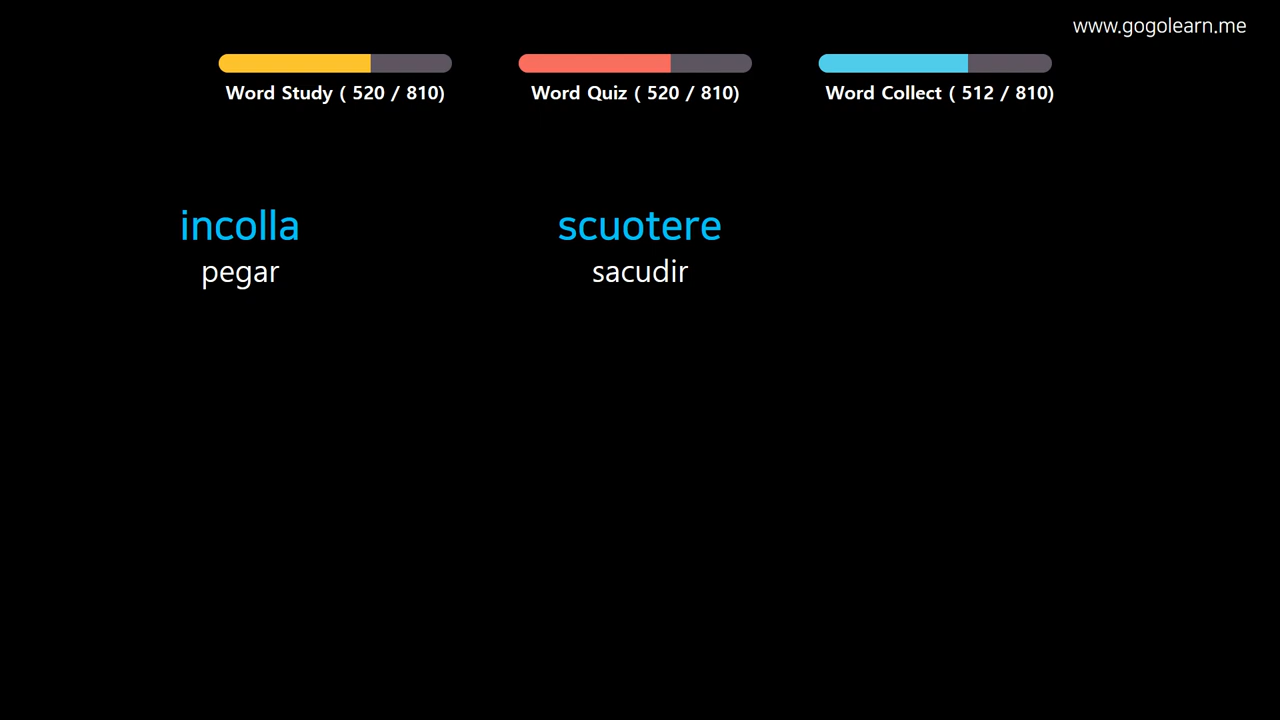 www.gogolearn.me
Word Study ( 520 / 810)
Word Quiz ( 520 / 810)
Word Collect ( 512 / 810)
incolla
pegar
scuotere
sacudir